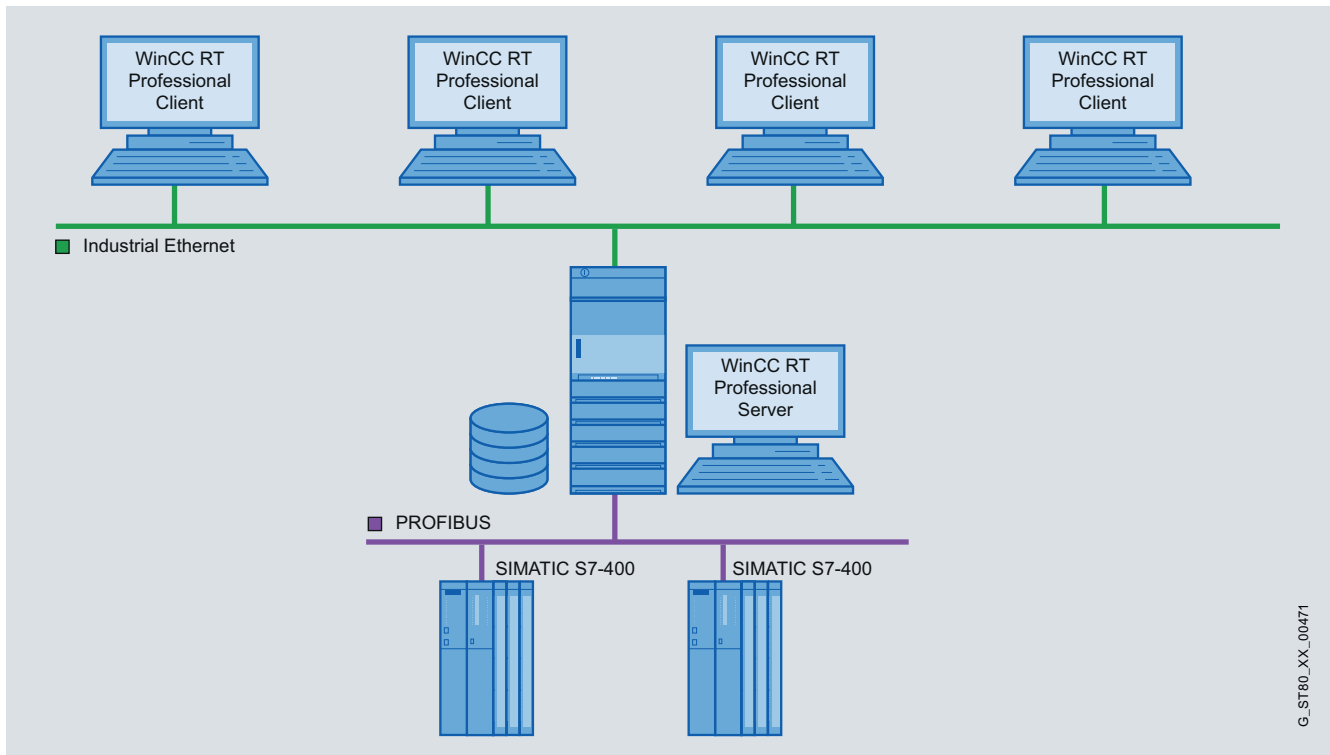 WinCC RT
Professional
Client
WinCC RT
Professional
Client
WinCC RT
Professional
Client
WinCC RT
Professional
Client
Industrial Ethernet
WinCC RT
Professional
Server
PROFIBUS
SIMATIC S7-400
SIMATIC S7-400
G_ST80_XX_00471